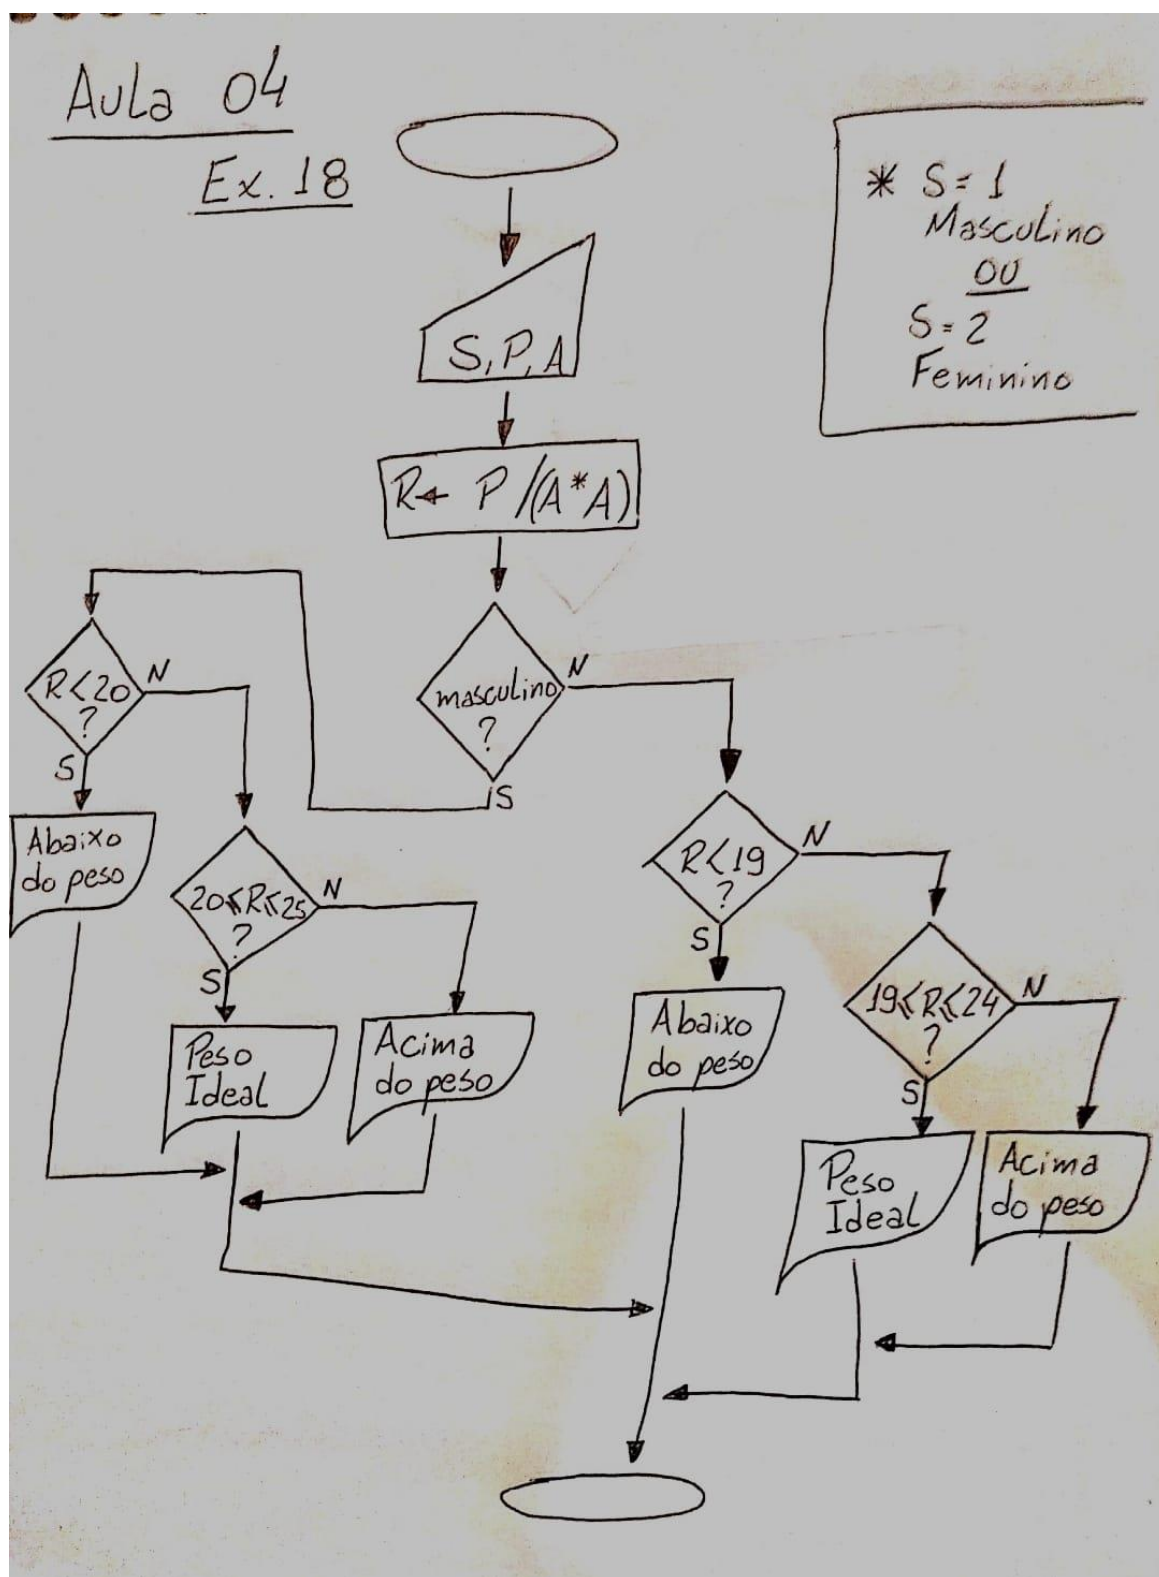 Aula 04
Ex. 18
* S = 1
Masculino
OU
S = 2
Feminino
S, P, A
R← P /(A*A)
masculino
?
N
S
R<20
?
N
S
Abaixo
do peso
20≤R≤25
?
N
S
Peso
Ideal
Acima
do peso
R<19
?
N
S
Abaixo
do peso
19≤R≤24
?
N
S
Peso
Ideal
Acima
do peso